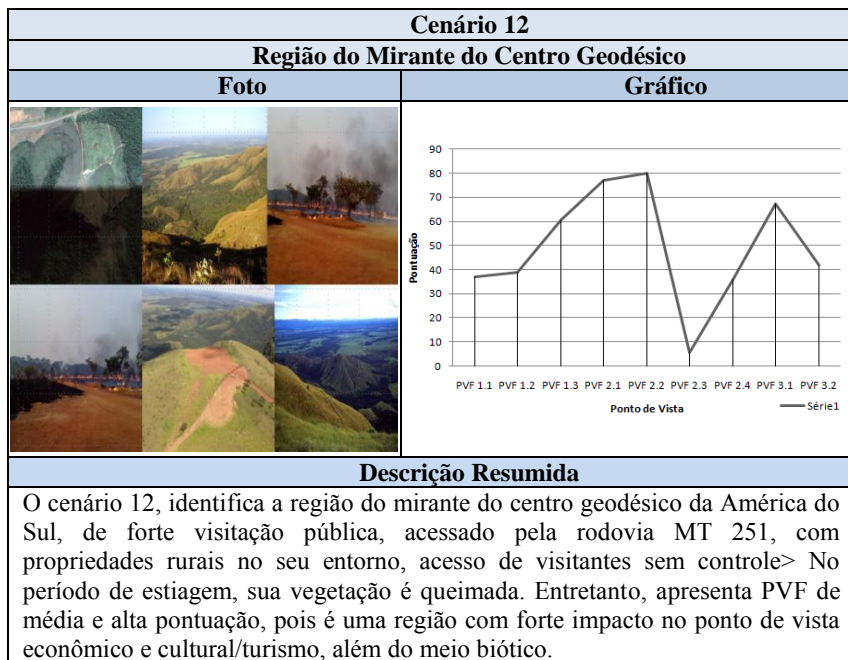 Cenário 12
Região do Mirante do Centro Geodésico
Foto
Gráfico
90
80
70
60
50
40
30
20
10
0
Pontuação
PVF 1.1 PVF 1.2 PVF 1.3 PVF 2.1 PVF 2.2 PVF 2.3 PVF 2.4 PVF 3.1 PVF 3.2
Ponto de Vista
Série1
Descrição Resumida
O cenário 12, identifica a região do mirante do centro geodésico da América do
Sul, de forte visitação pública, acessado pela rodovia MT 251, com
propriedades rurais no seu entorno, acesso de visitantes sem controle> No
período de estiagem, sua vegetação é queimada. Entretanto, apresenta PVF de
média e alta pontuação, pois é uma região com forte impacto no ponto de vista
econômico e cultural/turismo, além do meio biótico.